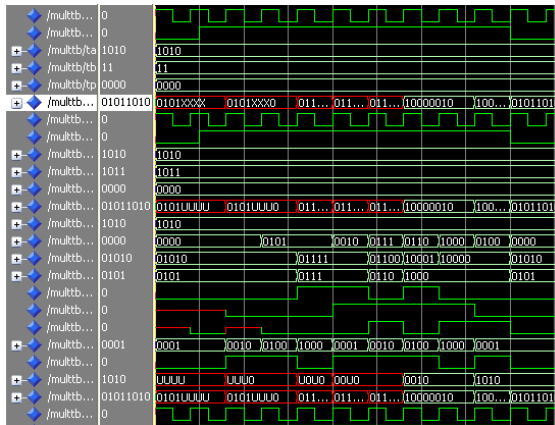 /multtb... 0
/multtb... 0
/multtb/ta 1010 1010
/multtb/tb 11 11
/multtb/tp 0000 0000
/multtb... 01011010 0101XXXX 0101XXX0 011... 011... 011... 10000010 100... 0101101
/multtb... 0
/multtb... 0
/multtb... 1010 1010
/multtb... 1011 1011
/multtb... 0000 0000
/multtb... 01011010 0101UUUU 0101UUU0 011... 011... 011... 10000010 100... 0101101
/multtb... 1010 1010
/multtb... 0000 0000 0101 0010 0111 0110 1000 0100 0000
/multtb... 01010 01010 01111 01100 10001 10000 01010
/multtb... 0101 0101 0111 0110 1000 0101
/multtb... 0
/multtb... 0
/multtb... 0
/multtb... 0001 0001 0010 0100 1000 0001 0010 0100 1000 0001
/multtb... 0
/multtb... 1010 UUUU UUU0 U0U0 00U0 0010 1010
/multtb... 01011010 0101UUUU 0101UUU0 011... 011... 011... 10000010 100... 0101101
/multtb... 0